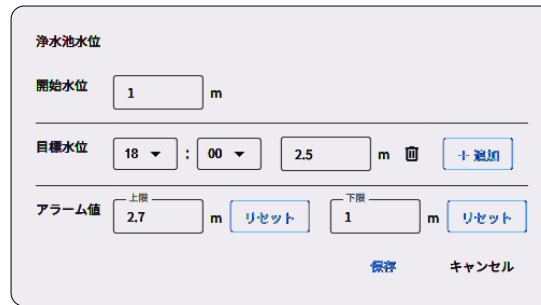 浄水池水位
開始水位 1 m
目標水位 18 : 00 2.5 m 追加
アラーム値 上限 2.7 m リセット 下限 1 m リセット
保存 キャンセル